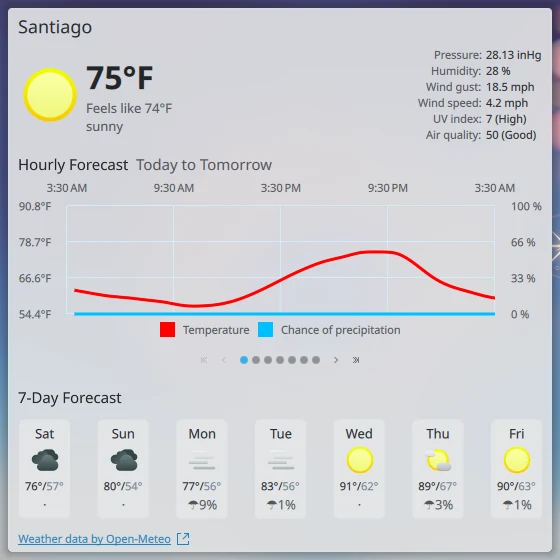 Santiago
75°F
Feels like 74°F
sunny
Pressure: 28.13 inHg
Humidity: 28 %
Wind gust: 18.5 mph
Wind speed: 4.2 mph
UV index: 7 (High)
Air quality: 50 (Good)
Hourly Forecast Today to Tomorrow
3:30 AM 9:30 AM 3:30 PM 9:30 PM 3:30 AM
90.8°F 100 %
78.7°F 66 %
66.6°F 33 %
54.4°F 0 %
Temperature Chance of precipitation
7-Day Forecast
Sat Sun Mon Tue Wed Thu Fri
76°/57° 80°/54° 77°/56° 83°/56° 91°/62° 89°/67° 90°/63°
· · ☂9% ☂1% · ☂3% ☂1%
Weather data by Open-Meteo